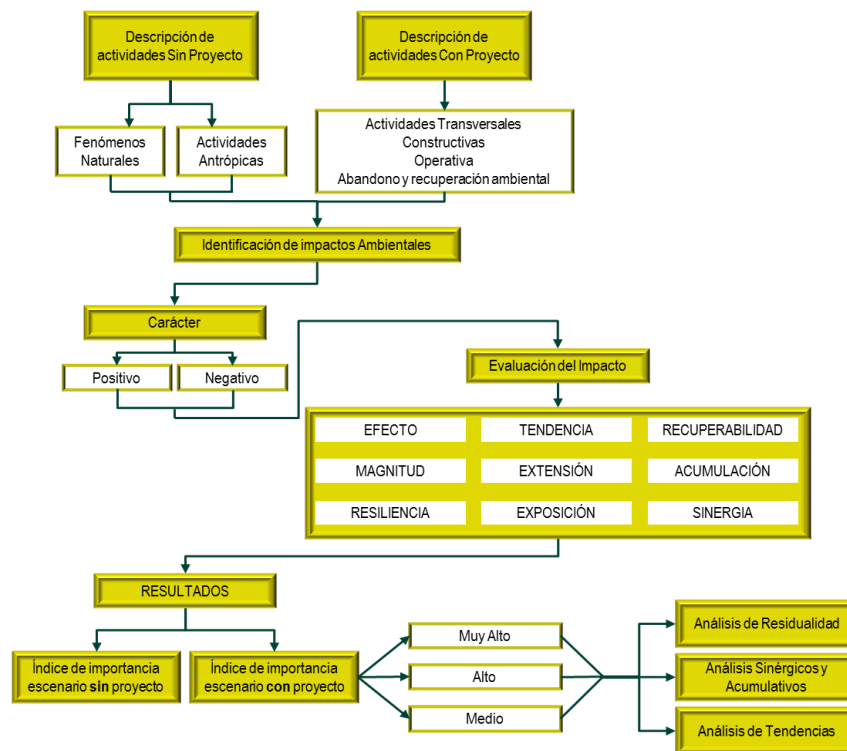 Descripción de
actividades Sin Proyecto
Descripción de
actividades Con Proyecto
Fenómenos
Naturales
Actividades
Antrópicas
Actividades Transversales
Constructivas
Operativa
Abandono y recuperación ambiental
Identificación de impactos Ambientales
Carácter
Positivo
Negativo
Evaluación del Impacto
EFECTO
TENDENCIA
RECUPERABILIDAD
MAGNITUD
EXTENSIÓN
ACUMULACIÓN
RESILIENCIA
EXPOSICIÓN
SINERGIA
RESULTADOS
Índice de importancia
escenario sin proyecto
Índice de importancia
escenario con proyecto
Muy Alto
Alto
Medio
Análisis de Residualidad
Análisis Sinérgicos y
Acumulativos
Análisis de Tendencias